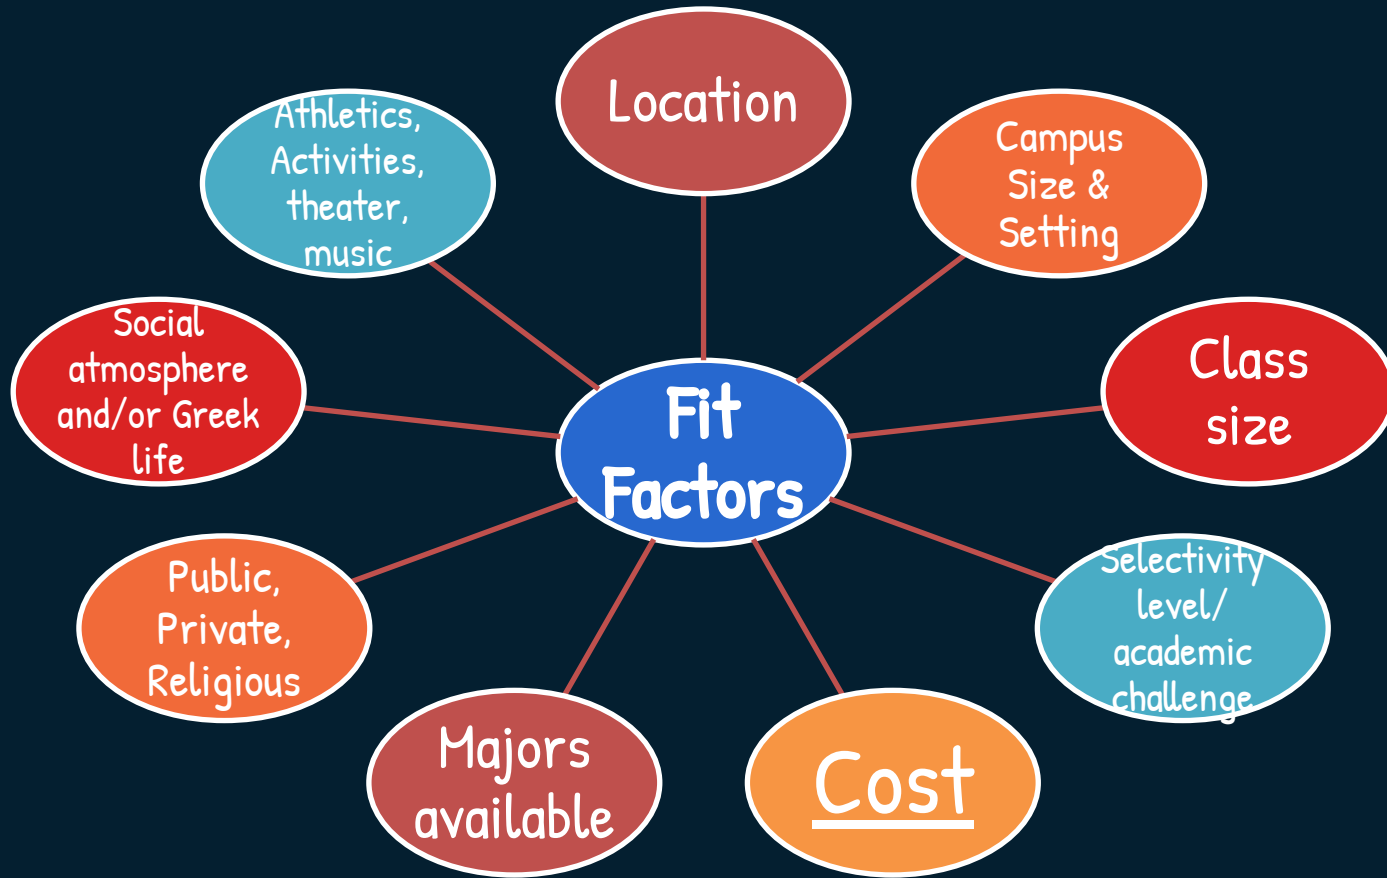 Location
Campus
Size &
Setting
Class
size
Selectivity
level/
academic
challenge
Cost
Majors
available
Public,
Private,
Religious
Social
atmosphere
and/or Greek
life
Athletics,
Activities,
theater,
music
Fit
Factors